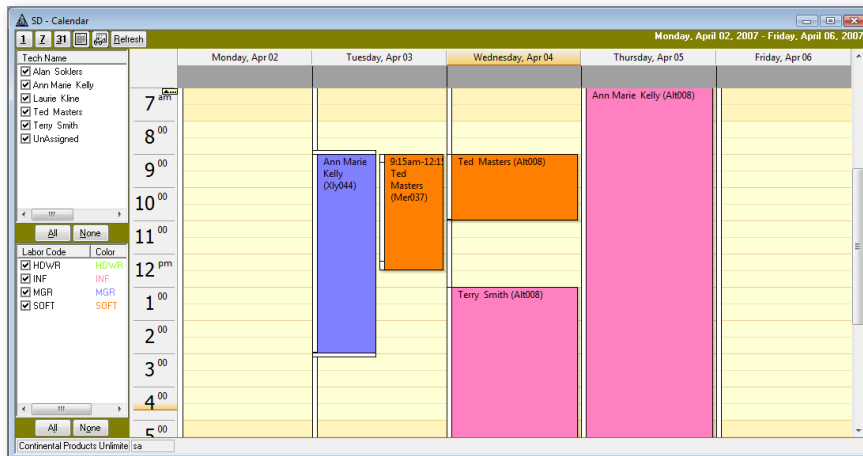 SD - Calendar
1 7 31 Refresh
Monday, April 02, 2007 - Friday, April 06, 2007
Tech Name
Alan Soklers
Ann Marie Kelly
Laurie Kline
Ted Masters
Terry Smith
UnAssigned
All None
Labor Code Color
HDWR HDWR
INF INF
MGR MGR
SOFT SOFT
All None
Continental Products Unlimite sa
Monday, Apr 02 Tuesday, Apr 03 Wednesday, Apr 04 Thursday, Apr 05 Friday, Apr 06
7 am
8 00
9 00
10 00
11 00
12 pm
1 00
2 00
3 00
4 00
5 00
Ann Marie
Kelly
(Xly044)
9:15am-12:15
Ted
Masters
(Mer037)
Ted Masters (Alt008)
Terry Smith (Alt008)
Ann Marie Kelly (Alt008)